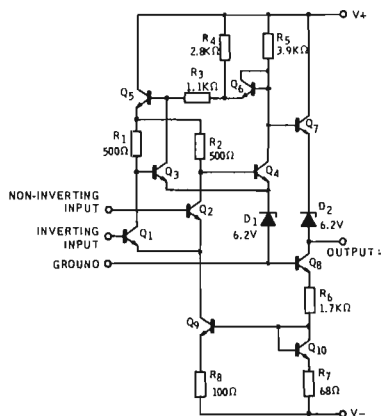 V+
R4
2.8KΩ
R5
3.9KΩ
R3
1.1KΩ
Q6
Q5
Q7
R1
500Ω
R2
500Ω
Q3
Q4
NON-INVERTING
INPUT
Q2
D1
6.2V
D2
6.2V
INVERTING
INPUT
Q1
OUTPUT
GROUND
Q8
R6
1.7KΩ
Q9
Q10
R8
100Ω
R7
68Ω
V-